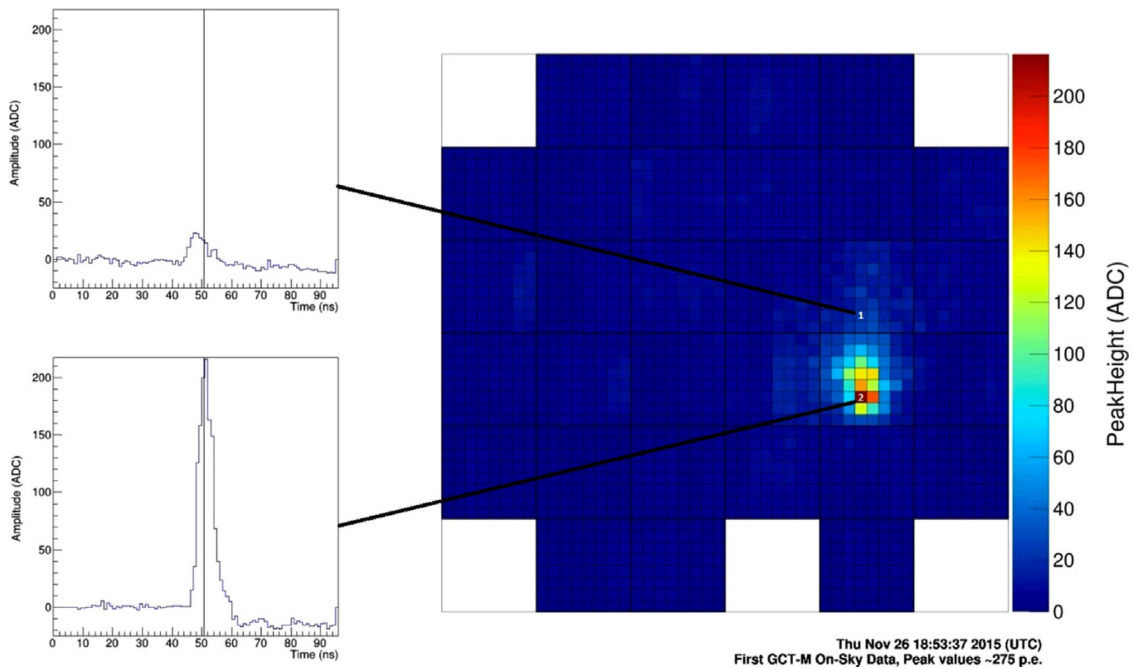 200
150
100
50
0
Amplitude (ADC)
0 10 20 30 40 50 60 70 80 90
Time (ns)
200
150
100
50
0
Amplitude (ADC)
0 10 20 30 40 50 60 70 80 90
Time (ns)
1
2
200
180
160
140
120
100
80
60
40
20
0
PeakHeight (ADC)
Thu Nov 26 18:53:37 2015 (UTC)
First GCT-M On-Sky Data, Peak values ~275 p.e.